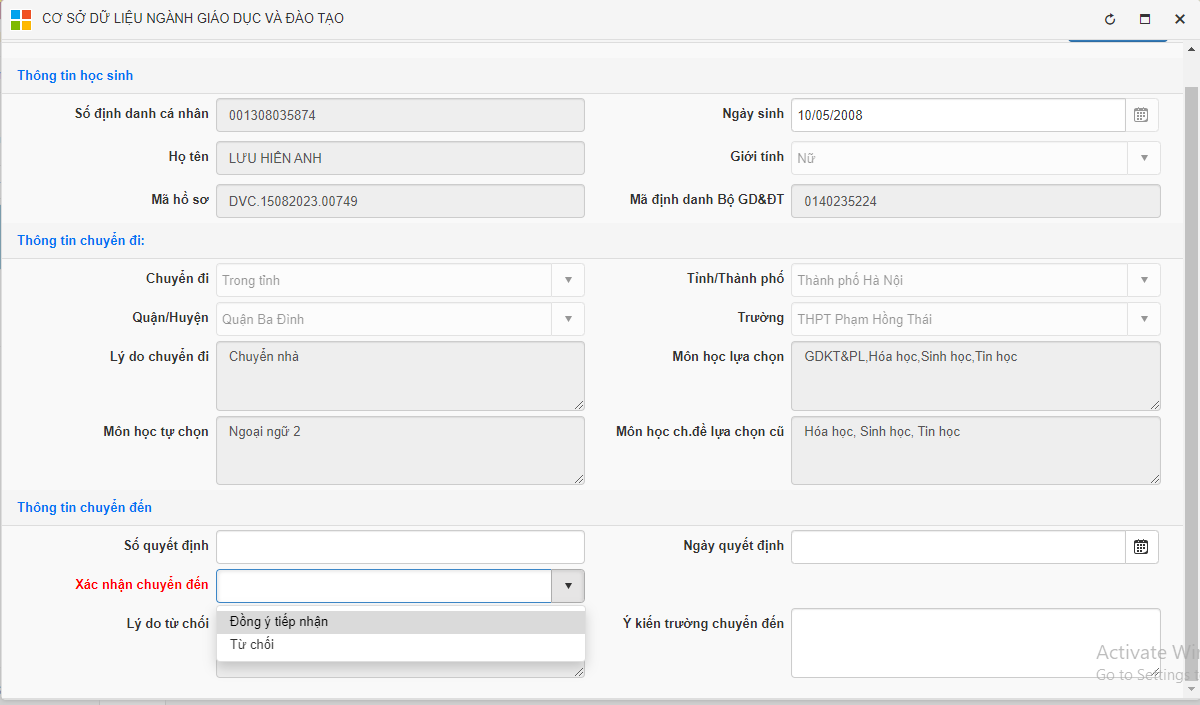 CƠ SỞ DỮ LIỆU NGÀNH GIÁO DỤC VÀ ĐÀO TẠO
Thông tin học sinh
Số định danh cá nhân 001308035874 Ngày sinh 10/05/2008
Họ tên LƯU HIỀN ANH Giới tính Nữ
Mã hồ sơ DVC.15082023.00749 Mã định danh Bộ GD&ĐT 0140235224
Thông tin chuyển đi:
Chuyển đi Trong tỉnh Tỉnh/Thành phố Thành phố Hà Nội
Quận/Huyện Quận Ba Đình Trường THPT Phạm Hồng Thái
Lý do chuyển đi Chuyển nhà Môn học lựa chọn GDKT&PL,Hóa học,Sinh học,Tin học
Môn học tự chọn Ngoại ngữ 2 Môn học ch.đề lựa chọn cũ Hóa học, Sinh học, Tin học
Thông tin chuyển đến
Số quyết định Ngày quyết định
Xác nhận chuyển đến
Lý do từ chối Đồng ý tiếp nhận Ý kiến trường chuyển đến
Từ chối
Activate Win
Go to Settings t